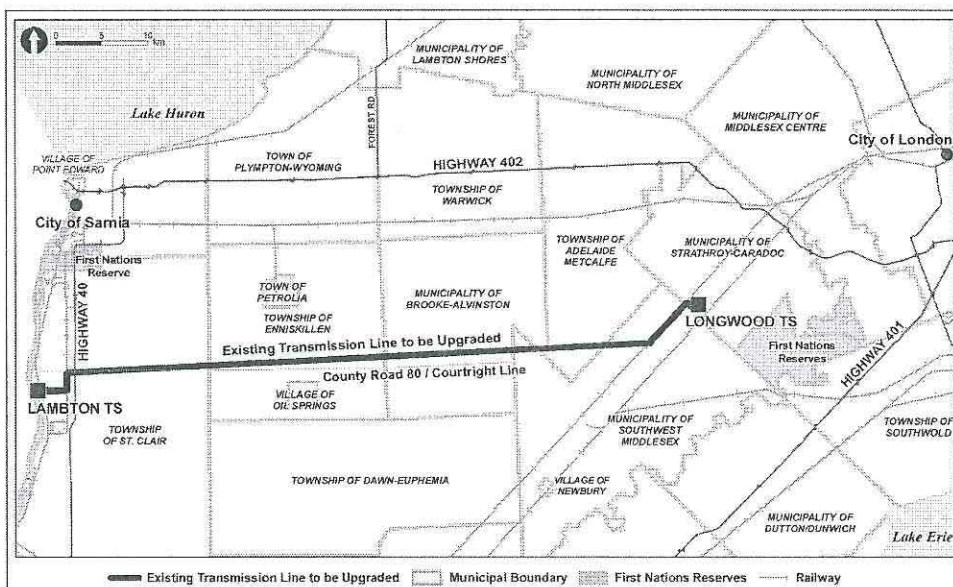 0 5 10
km
MUNICIPALITY OF
LAMBTON SHORES
MUNICIPALITY OF
NORTH MIDDLESEX
Lake Huron
FOREST RD
MUNICIPALITY OF
MIDDLESEX CENTRE
City of London
VILLAGE OF
POINT EDWARD
TOWN OF
PLYMPTON-WYOMING
HIGHWAY 402
TOWNSHIP OF
WARWICK
City of Sarnia
First Nations
Reserve
HIGHWAY 40
TOWNSHIP OF
ADELAIDE
METCALFE
MUNICIPALITY OF
STRATHROY-CARADOC
TOWN OF
PETROLIA
TOWNSHIP OF
ENNISKILLEN
MUNICIPALITY OF
BROOKE-ALVINSTON
LONGWOOD TS
First Nations
Reserves
HIGHWAY 401
Existing Transmission Line to be Upgraded
County Road 80 / Courtright Line
LAMBTON TS
VILLAGE OF
OIL SPRINGS
TOWNSHIP
OF ST. CLAIR
MUNICIPALITY OF
SOUTHWEST
MIDDLESEX
TOWNSHIP OF
SOUTHWOLD
TOWNSHIP OF DAWN-EUPHEMIA
VILLAGE OF
NEWBURY
MUNICIPALITY OF
DUTTON/DUNWICH
Lake Erie
Existing Transmission Line to be Upgraded Municipal Boundary First Nations Reserves Railway